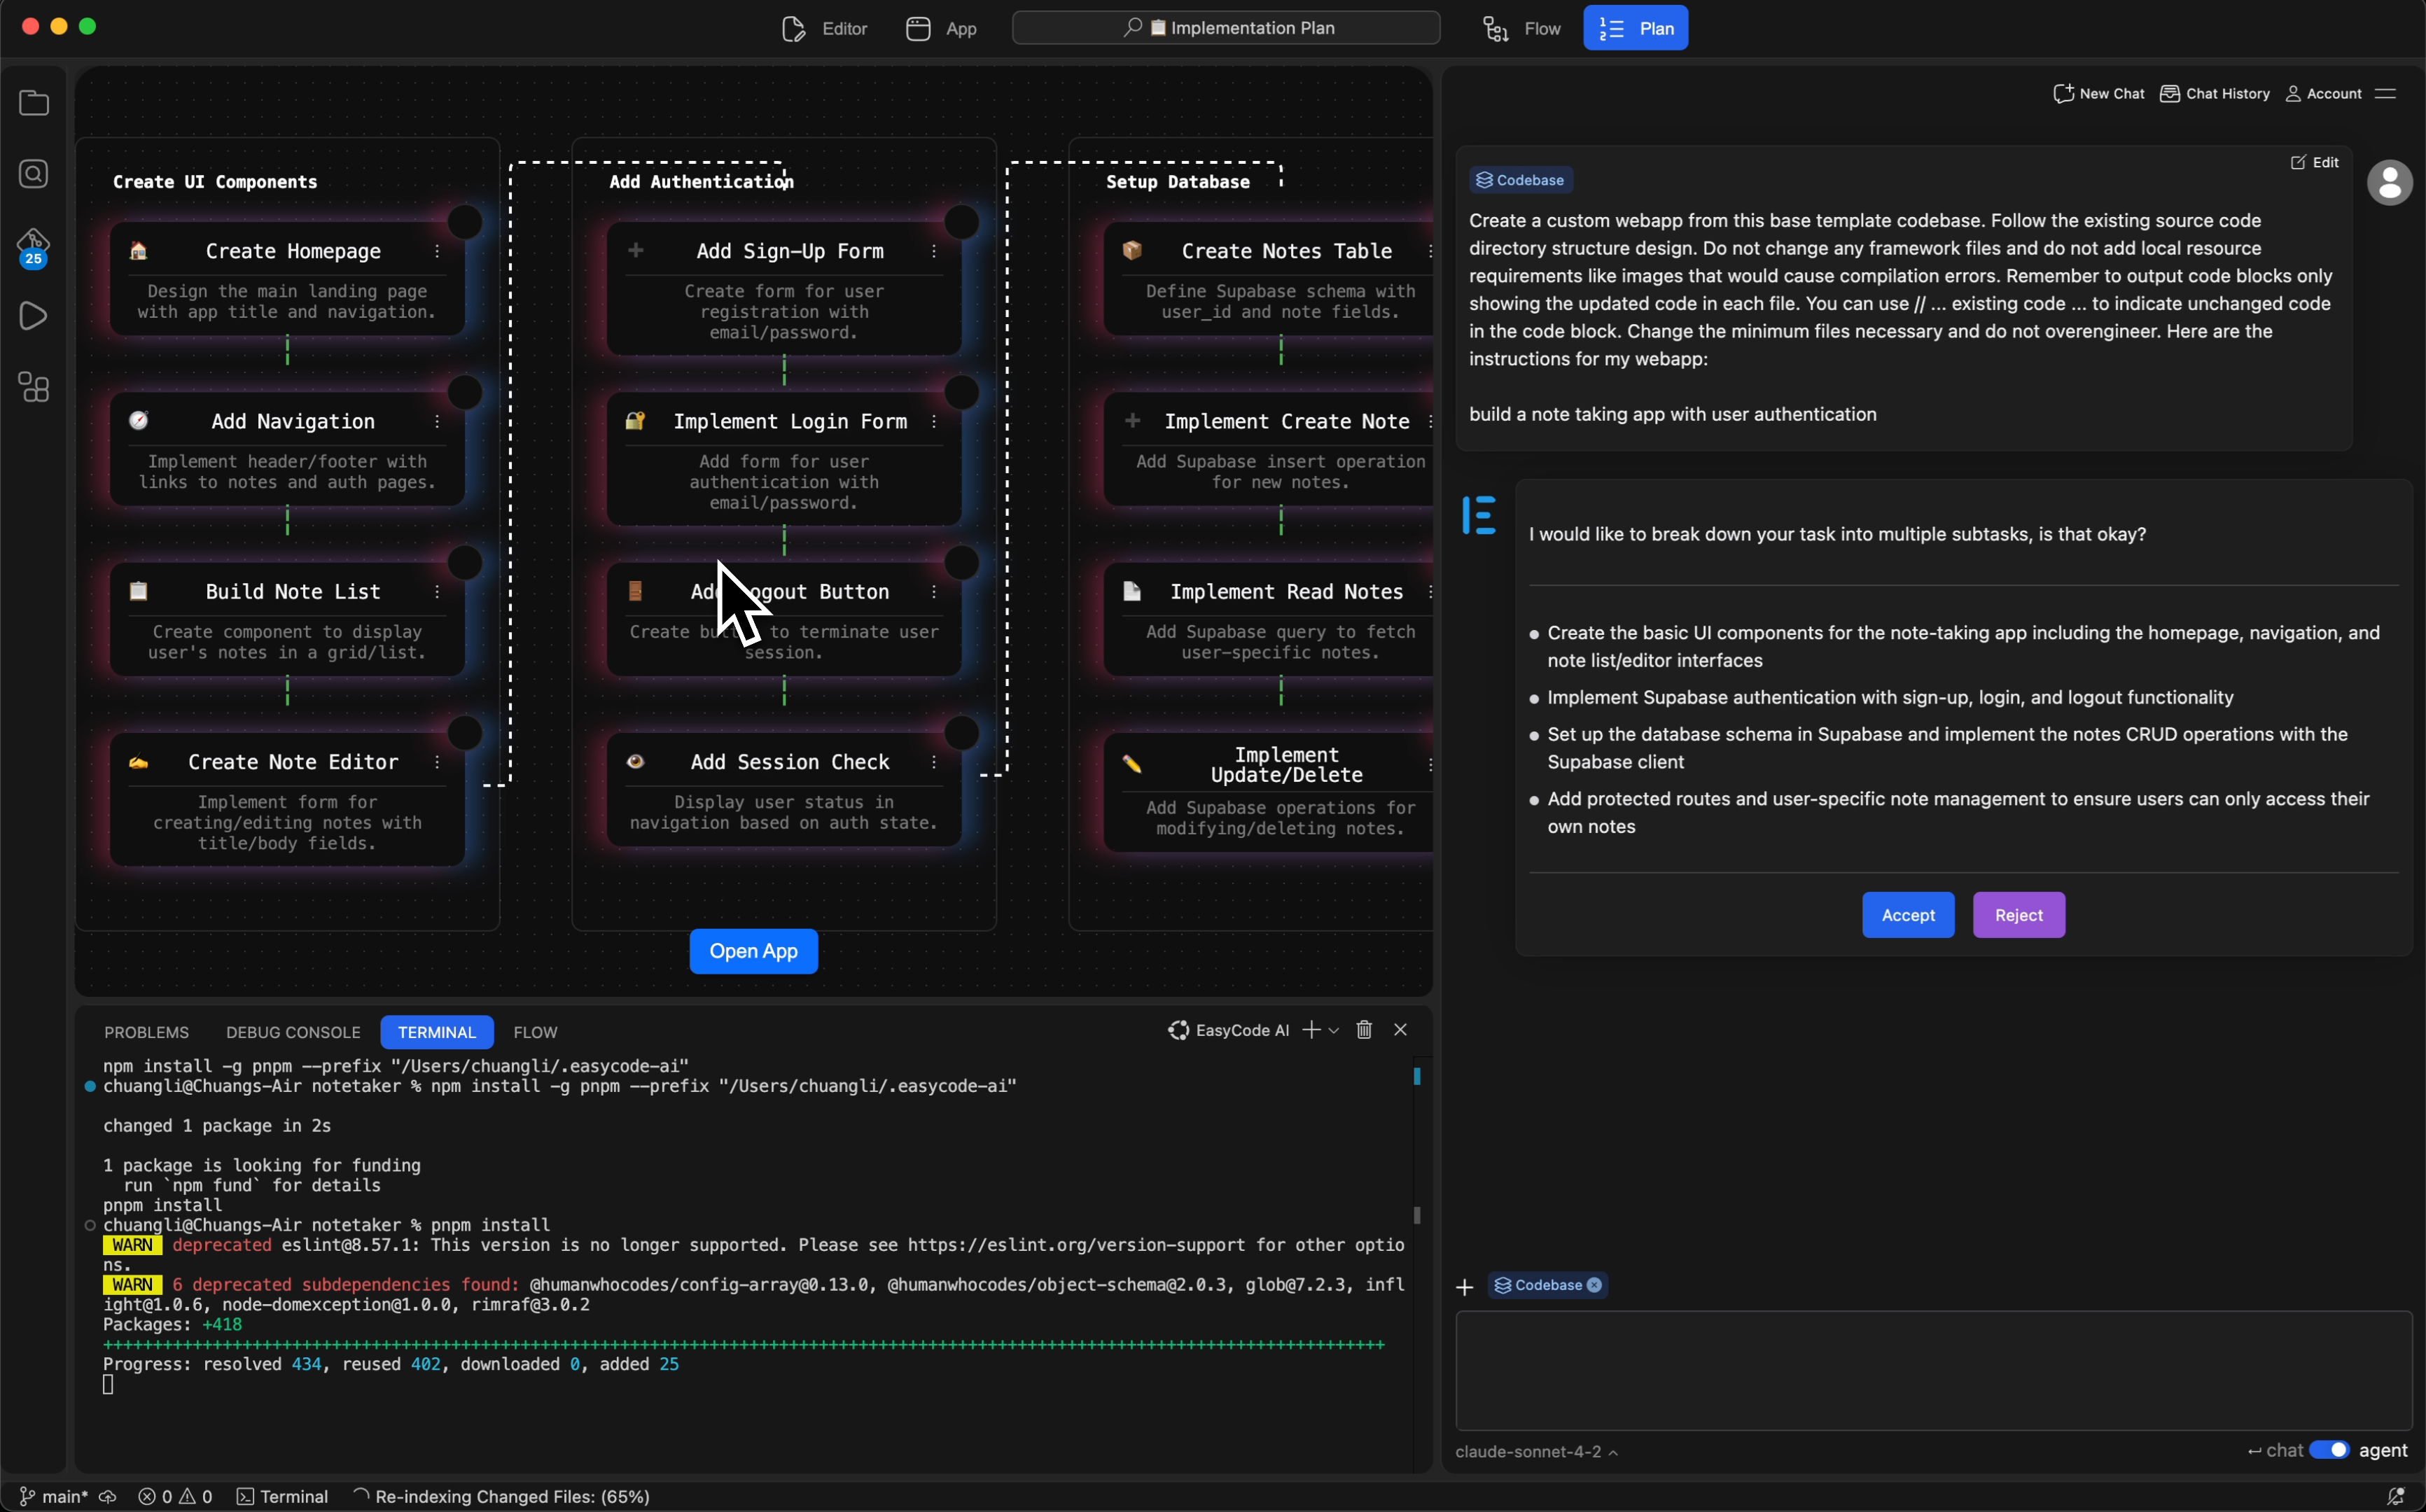 Editor
App
Implementation Plan
Flow
Plan
25
Create UI Components
Create Homepage
Design the main landing page
with app title and navigation.
Add Navigation
Implement header/footer with
links to notes and auth pages.
Build Note List
Create component to display
user's notes in a grid/list.
Create Note Editor
Implement form for
creating/editing notes with
title/body fields.
Add Authentication
Add Sign-Up Form
Create form for user
registration with
email/password.
Implement Login Form
Add form for user
authentication with
email/password.
Button
Create to terminate user
session.
Add Session Check
Display user status in
navigation based on auth state.
Setup Database
Create Notes Table
Define Supabase schema with
user_id and note fields.
Implement Create Note
Add Supabase insert operation
for new notes.
Implement Read Notes
Add Supabase query to fetch
user-specific notes.
Implement
Update/Delete
Add Supabase operations for
modifying/deleting notes.
Open App
PROBLEMS
DEBUG CONSOLE
TERMINAL
FLOW
EasyCode AI
npm install -g pnpm --prefix "/Users/chuangli/.easycode-ai"
chuangli@Chuangs-Air notetaker % npm install -g pnpm --prefix "/Users/chuangli/.easycode-ai"
changed 1 package in 2s
1 package is looking for funding
run `npm fund` for details
pnpm install
chuangli@Chuangs-Air notetaker % pnpm install
WARN deprecated eslint@8.57.1: This version is no longer supported. Please see https://eslint.org/version-support for other optio
ns.
WARN 6 deprecated subdependencies found: @humanwhocodes/config-array@0.13.0, @humanwhocodes/object-schema@2.0.3, glob@7.2.3, infl
ight@1.0.6, node-domexception@1.0.0, rimraf@3.0.2
Packages: +418
++++++++++++++++++++++++++++++++++++++++++++++++++++++++++++++++++++++++++++++++++++++++++++++++++++++++++++++++++++++++++++++++
Progress: resolved 434, reused 402, downloaded 0, added 25
New Chat
Chat History
Account
Edit
Codebase
Create a custom webapp from this base template codebase. Follow the existing source code
directory structure design. Do not change any framework files and do not add local resource
requirements like images that would cause compilation errors. Remember to output code blocks only
showing the updated code in each file. You can use // ... existing code ... to indicate unchanged code
in the code block. Change the minimum files necessary and do not overengineer. Here are the
instructions for my webapp:
build a note taking app with user authentication
I would like to break down your task into multiple subtasks, is that okay?
Create the basic UI components for the note-taking app including the homepage, navigation, and
note list/editor interfaces
Implement Supabase authentication with sign-up, login, and logout functionality
Set up the database schema in Supabase and implement the notes CRUD operations with the
Supabase client
Add protected routes and user-specific note management to ensure users can only access their
own notes
Accept
Reject
Codebase
claude-sonnet-4-2
chat
agent
main*
0
0
Terminal
Re-indexing Changed Files: (65%)